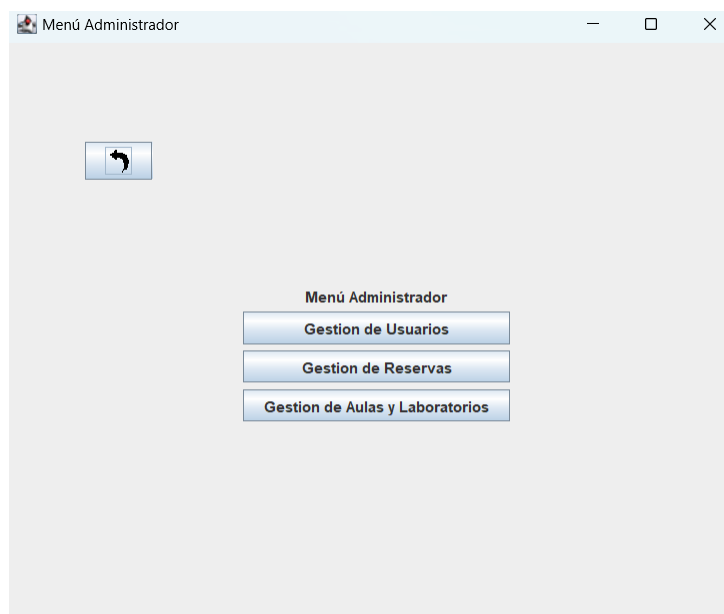 Menú Administrador
Menú Administrador
Gestion de Usuarios
Gestion de Reservas
Gestion de Aulas y Laboratorios